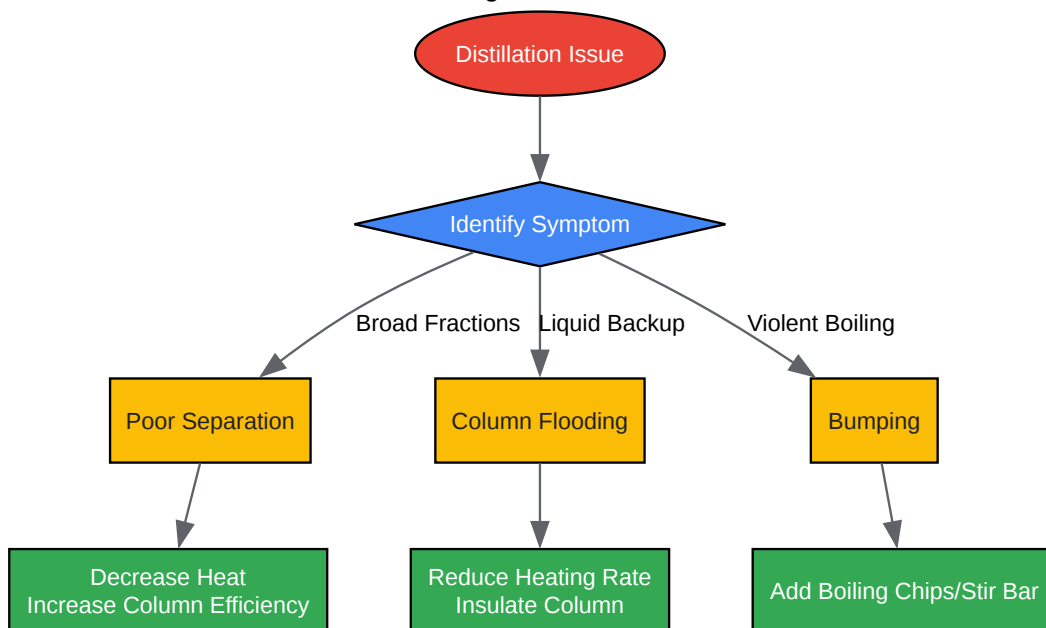 Distillation Issue
Identify Symptom
Broad Fractions
Liquid Backup
Violent Boiling
Poor Separation
Column Flooding
Bumping
Decrease Heat
Increase Column Efficiency
Reduce Heating Rate
Insulate Column
Add Boiling Chips/Stir Bar